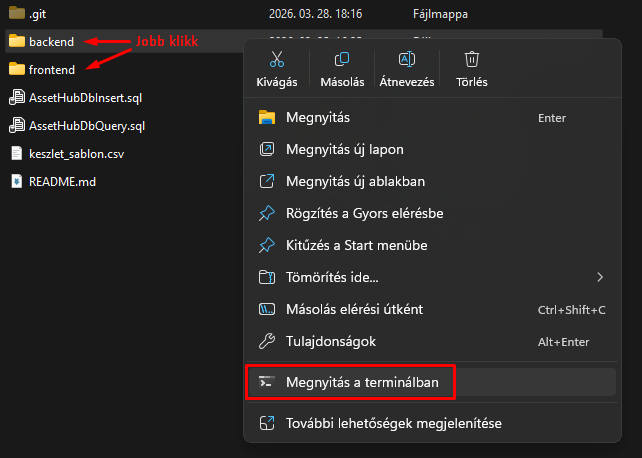 .git 2026. 03. 28. 18:16 Fájlmappa
backend Jobb klikk
frontend
AssetHubDbInsert.sql
AssetHubDbQuery.sql
keszlet_sablon.csv
README.md
Kivágás Másolás Átnevezés Törlés
Megnyitás Enter
Megnyitás új lapon
Megnyitás új ablakban
Rögzítés a Gyors elérésbe
Kitűzés a Start menübe
Tömörítés ide...
Másolás elérési útként Ctrl+Shift+C
Tulajdonságok Alt+Enter
Megnyitás a terminálban
További lehetőségek megjelenítése